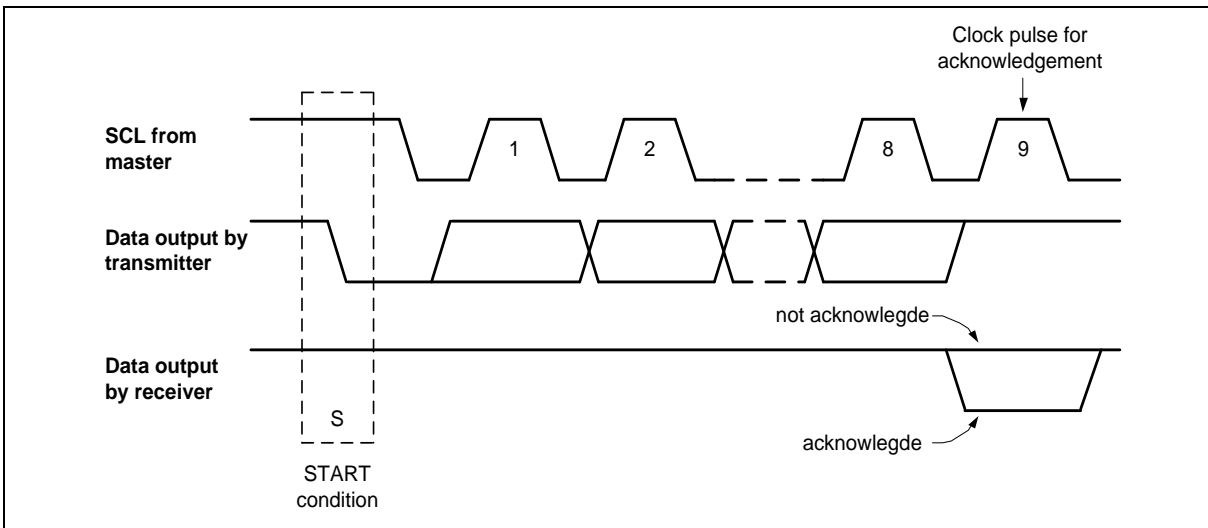 Clock pulse for
acknowledgement
SCL from
master
1
2
8
9
Data output by
transmitter
not acknowlegde
Data output
by receiver
S
acknowlegde
START
condition